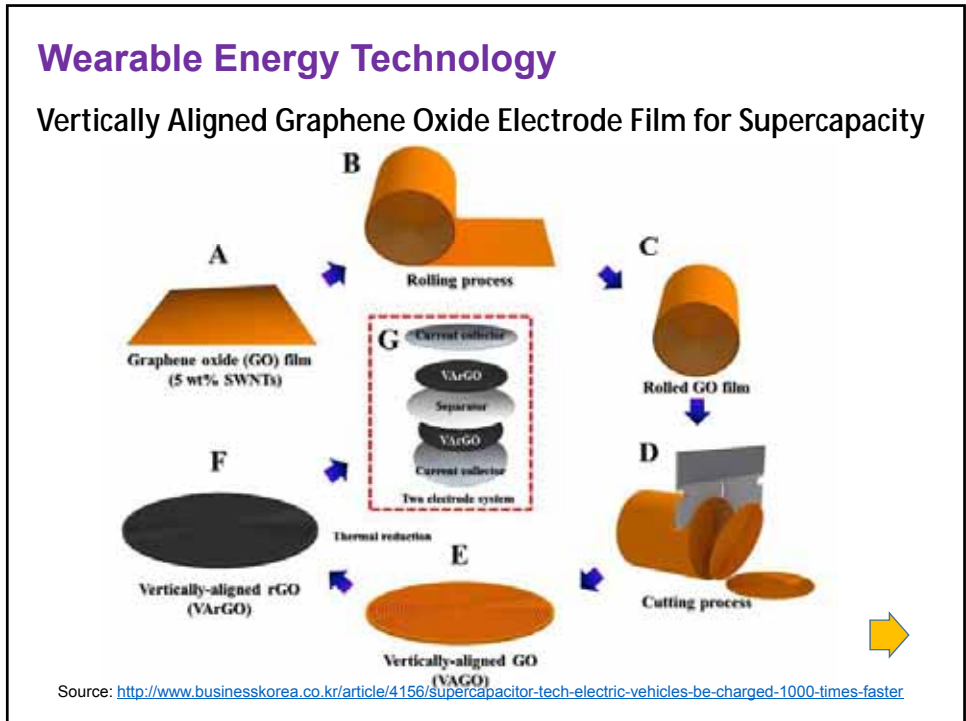 Wearable Energy Technology
Vertically Aligned Graphene Oxide Electrode Film for Supercapacity
B
Rolling process
A
Graphene oxide (GO) film
(5 wt% SWNTs)
C
Rolled GO film
G
Current collector
VArGO
Separator
VArGO
Current collector
Two electrode system
D
Cutting process
F
Vertically-aligned rGO
(VArGO)
Thermal reduction
E
Vertically-aligned GO
(VAGO)
Source: http://www.businesskorea.co.kr/article/4156/supercapacitor-tech-electric-vehicles-be-charged-1000-times-faster